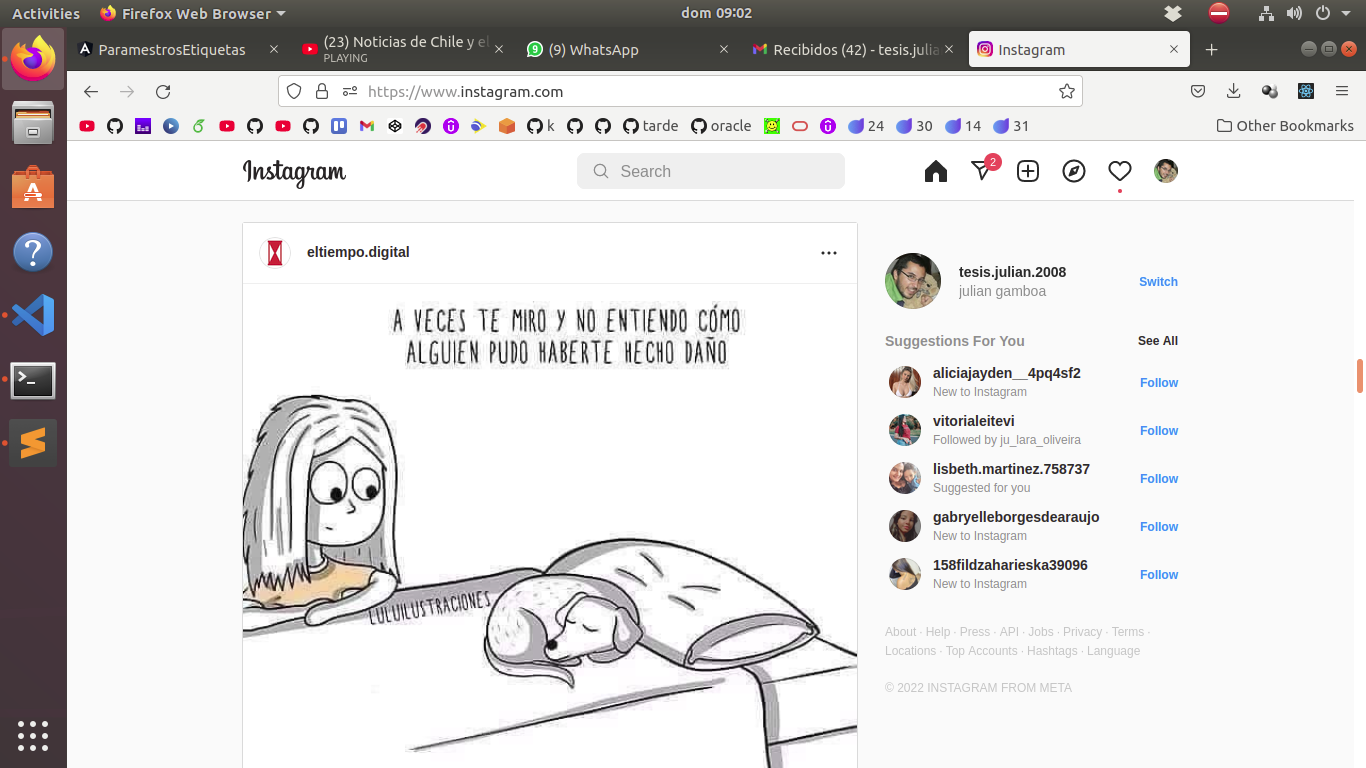 Activities
Firefox Web Browser
dom 09:02
ParamestrosEtiquetas
(23) Noticias de Chile y el
PLAYING
(9) WhatsApp
Recibidos (42) - tesis.julia
Instagram
https://www.instagram.com
k
tarde
oracle
24
30
14
31
Other Bookmarks
Instagram
Search
2
eltiempo.digital
A VECES TE MIRO Y NO ENTIENDO CÓMO
ALGUIEN PUDO HABERTE HECHO DAÑO
LULUILUSTRACIONES
tesis.julian.2008
julian gamboa
Switch
Suggestions For You
See All
aliciajayden__4pq4sf2
New to Instagram
Follow
vitorialeitevi
Followed by ju_lara_oliveira
Follow
lisbeth.martinez.758737
Suggested for you
Follow
gabryelleborgesdearaujo
New to Instagram
Follow
158fildzaharieska39096
New to Instagram
Follow
About · Help · Press · API · Jobs · Privacy · Terms ·
Locations · Top Accounts · Hashtags · Language
© 2022 INSTAGRAM FROM META